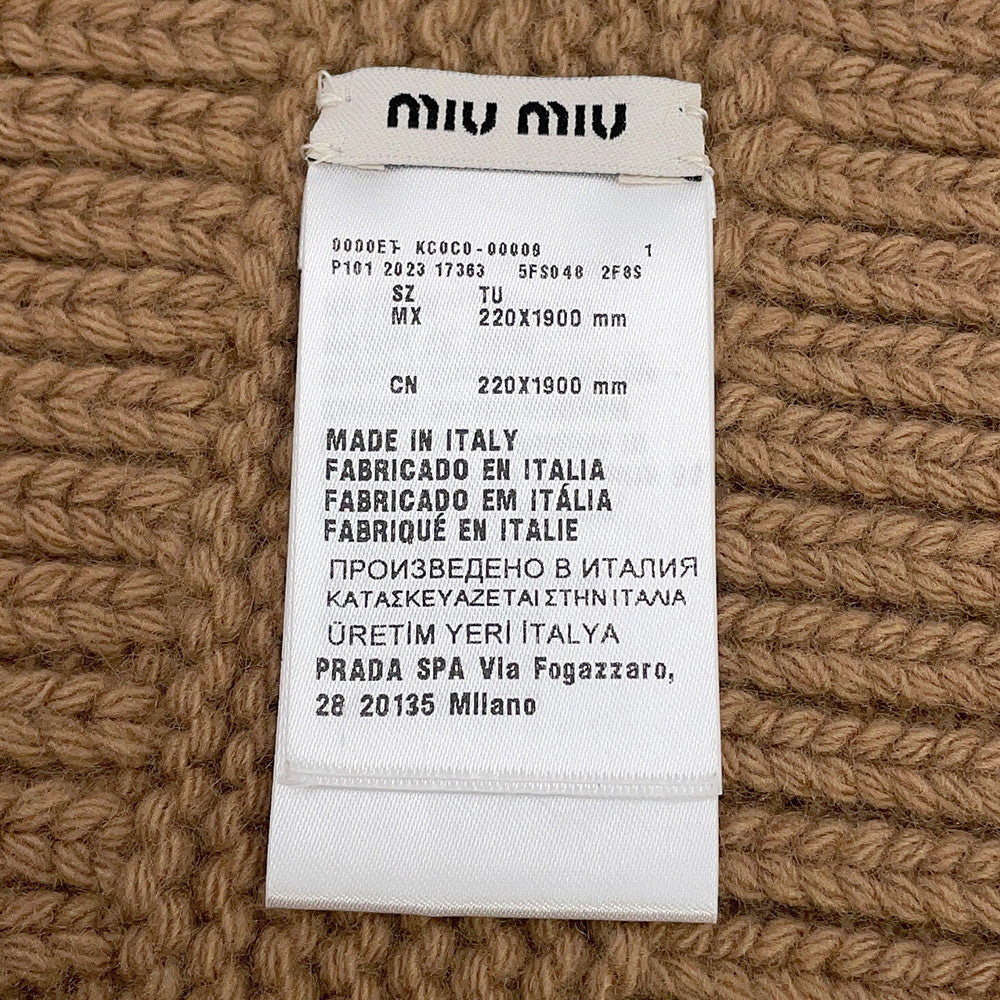 miu miu
KC0C0-00008 1
P101 2023 17363 5FS048 2F8S
SZ TU
MX 220X1900 mm
CN 220X1900 mm
MADE IN ITALY
FABRICADO EN ITALIA
FABRICADO EM ITÁLIA
FABRIQUÉ EN ITALIE
ПРОИЗВЕДЕНО В ИТАЛИЯ
ΚΑΤΑΣΚΕΥΑΖΕΤΑΙ ΣΤΗΝ ΙΤΑΛΙΑ
ÜRETİM YERİ İTALYA
PRADA SPA Via Fogazzaro,
28 20135 Milano